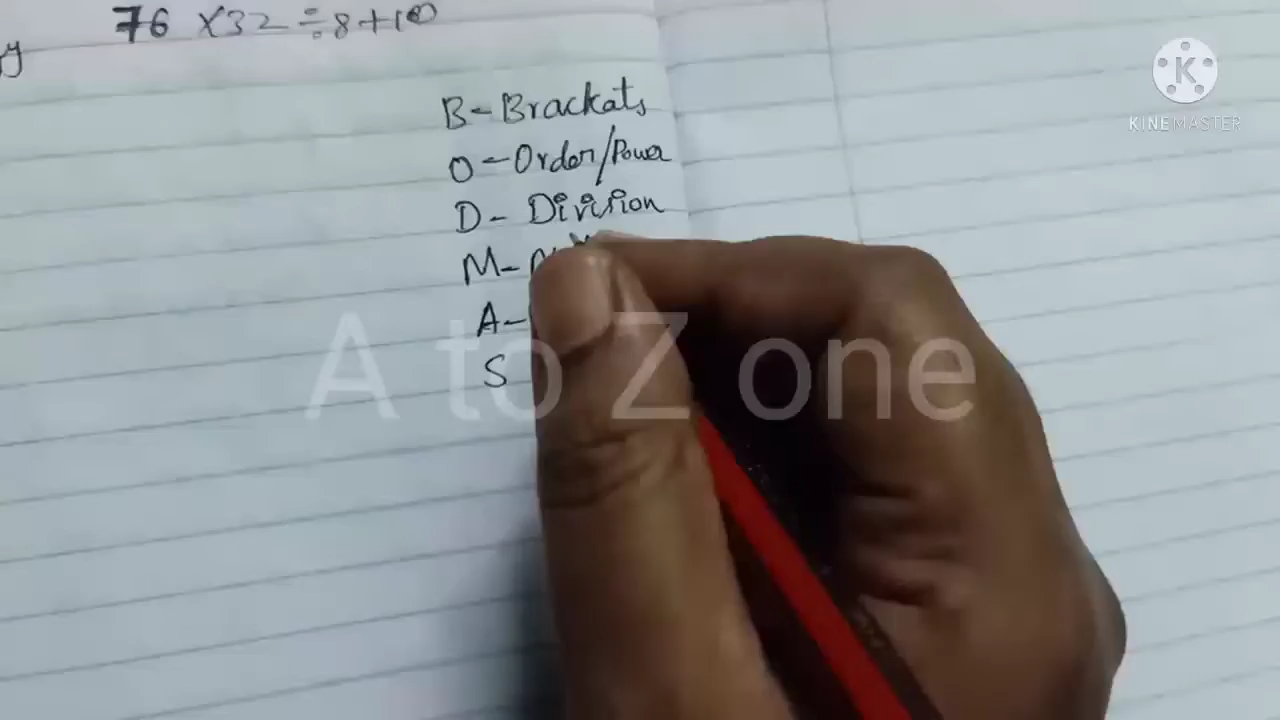 76 ×32 ÷8+10
y
B- Brackats
O-Order/Power
D- Division
M-
A-
S
A to Z one
K
KINEMASTER